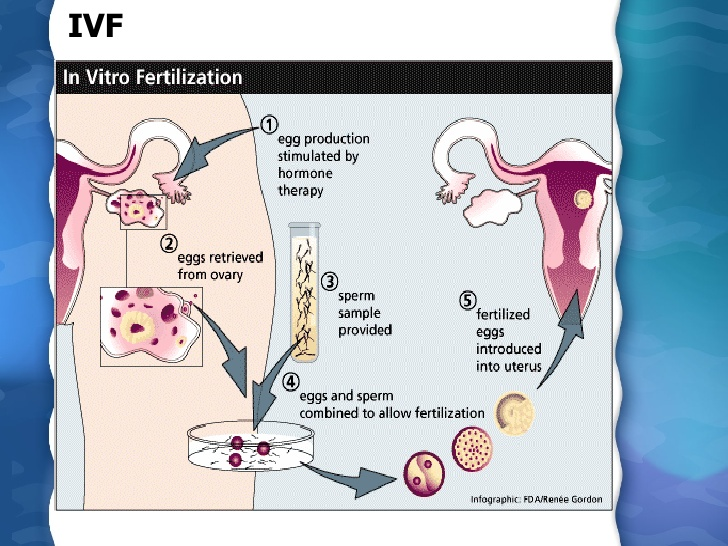 IVF
In Vitro Fertilization
①
egg production
stimulated by
hormone
therapy
②
eggs retrieved
from ovary
③
sperm
sample
provided
④
eggs and sperm
combined to allow fertilization
⑤
fertilized
eggs
introduced
into uterus
Infographic: FDA/Renée Gordon